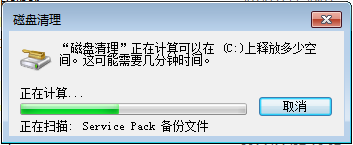 磁盘清理
“磁盘清理”正在计算可以在 (C:)上释放多少空
间。这可能需要几分钟时间。
正在计算...
取消
正在扫描: Service Pack 备份文件